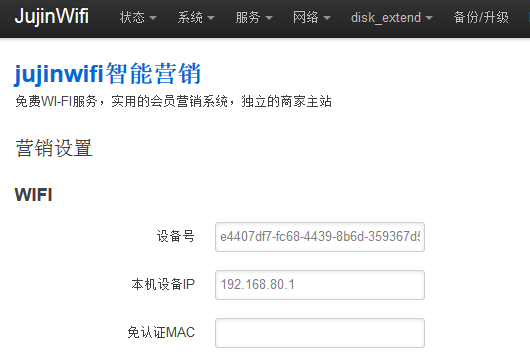 JujinWifi 状态 系统 服务 网络 disk_extend 备份/升级
jujinwifi智能营销
免费WI-FI服务，实用的会员营销系统，独立的商家主站
营销设置
WIFI
设备号 e4407df7-fc68-4439-8b6d-359367d5
本机设备IP 192.168.80.1
免认证MAC